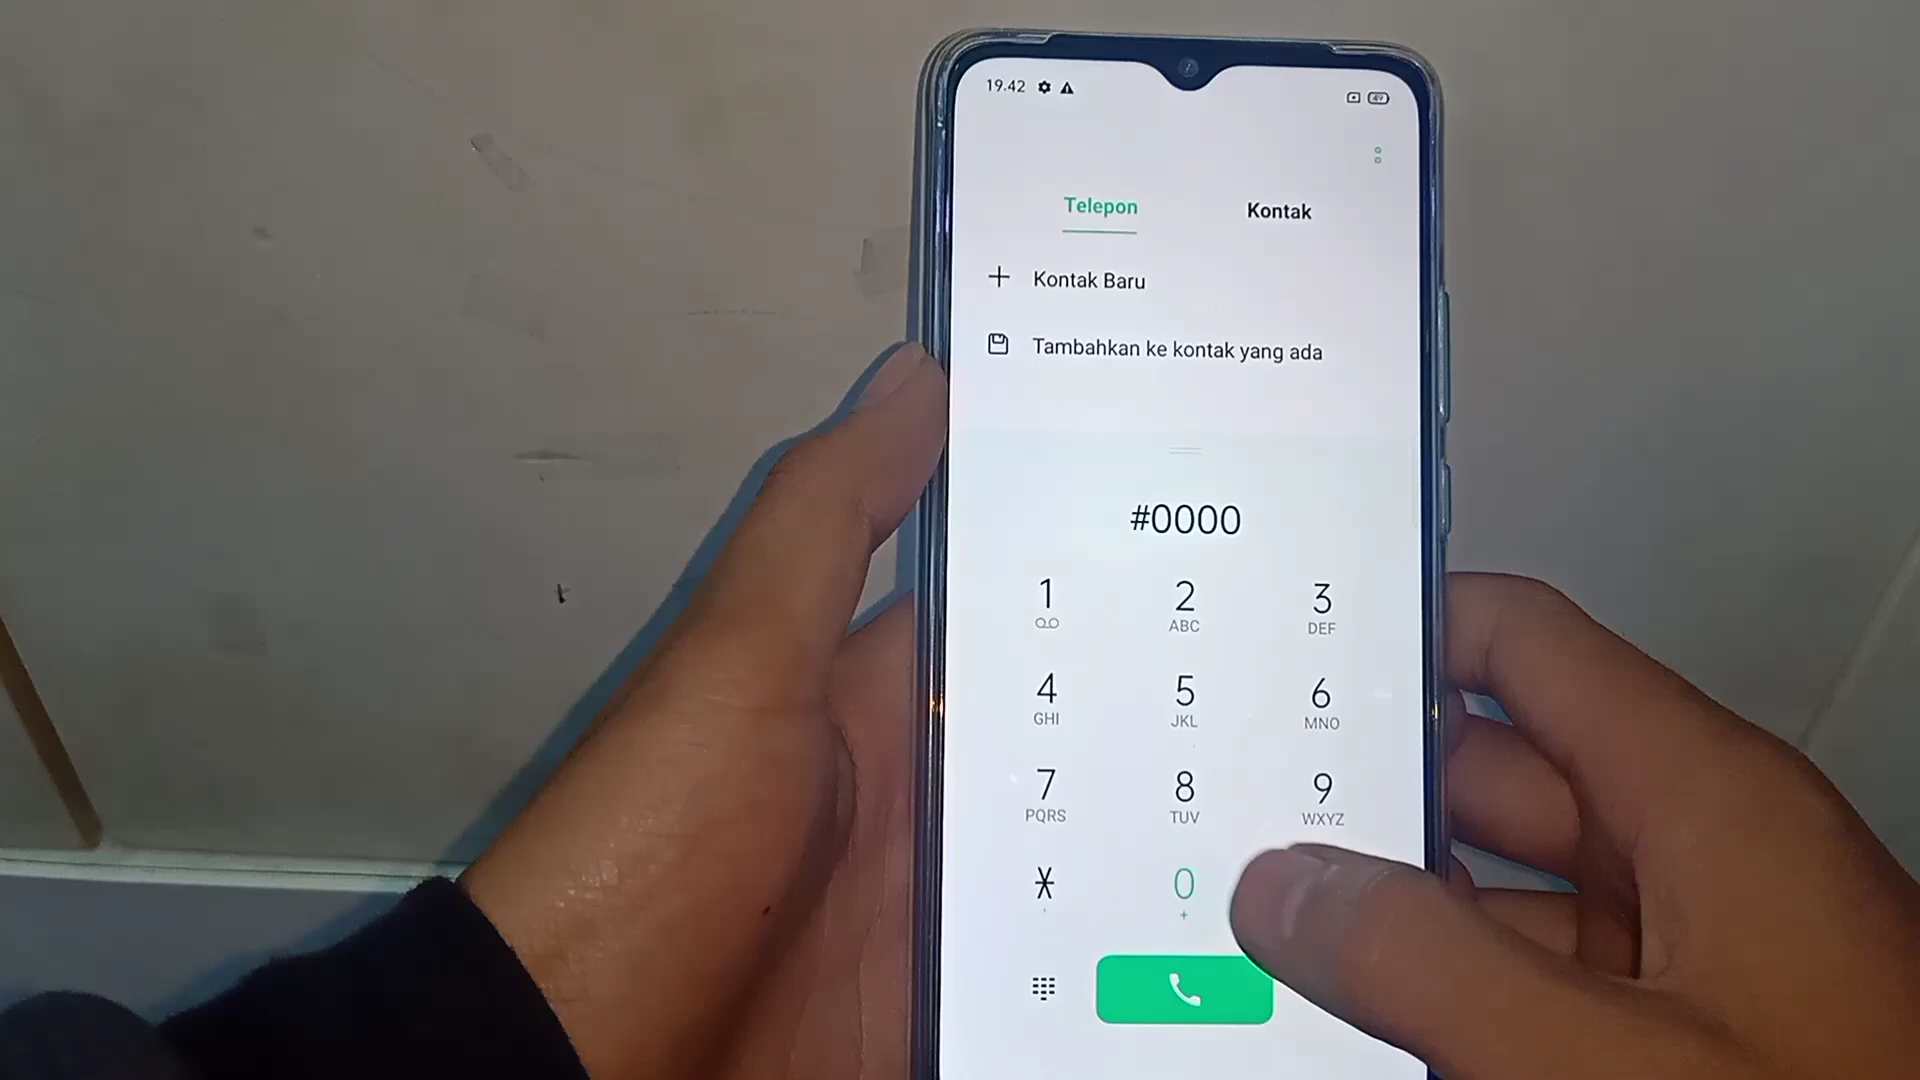 19.42
49
Telepon
Kontak
Kontak Baru
Tambahkan ke kontak yang ada
#0000
1
2 ABC
3 DEF
4 GHI
5 JKL
6 MNO
7 PQRS
8 TUV
9 WXYZ
*
,
0 +